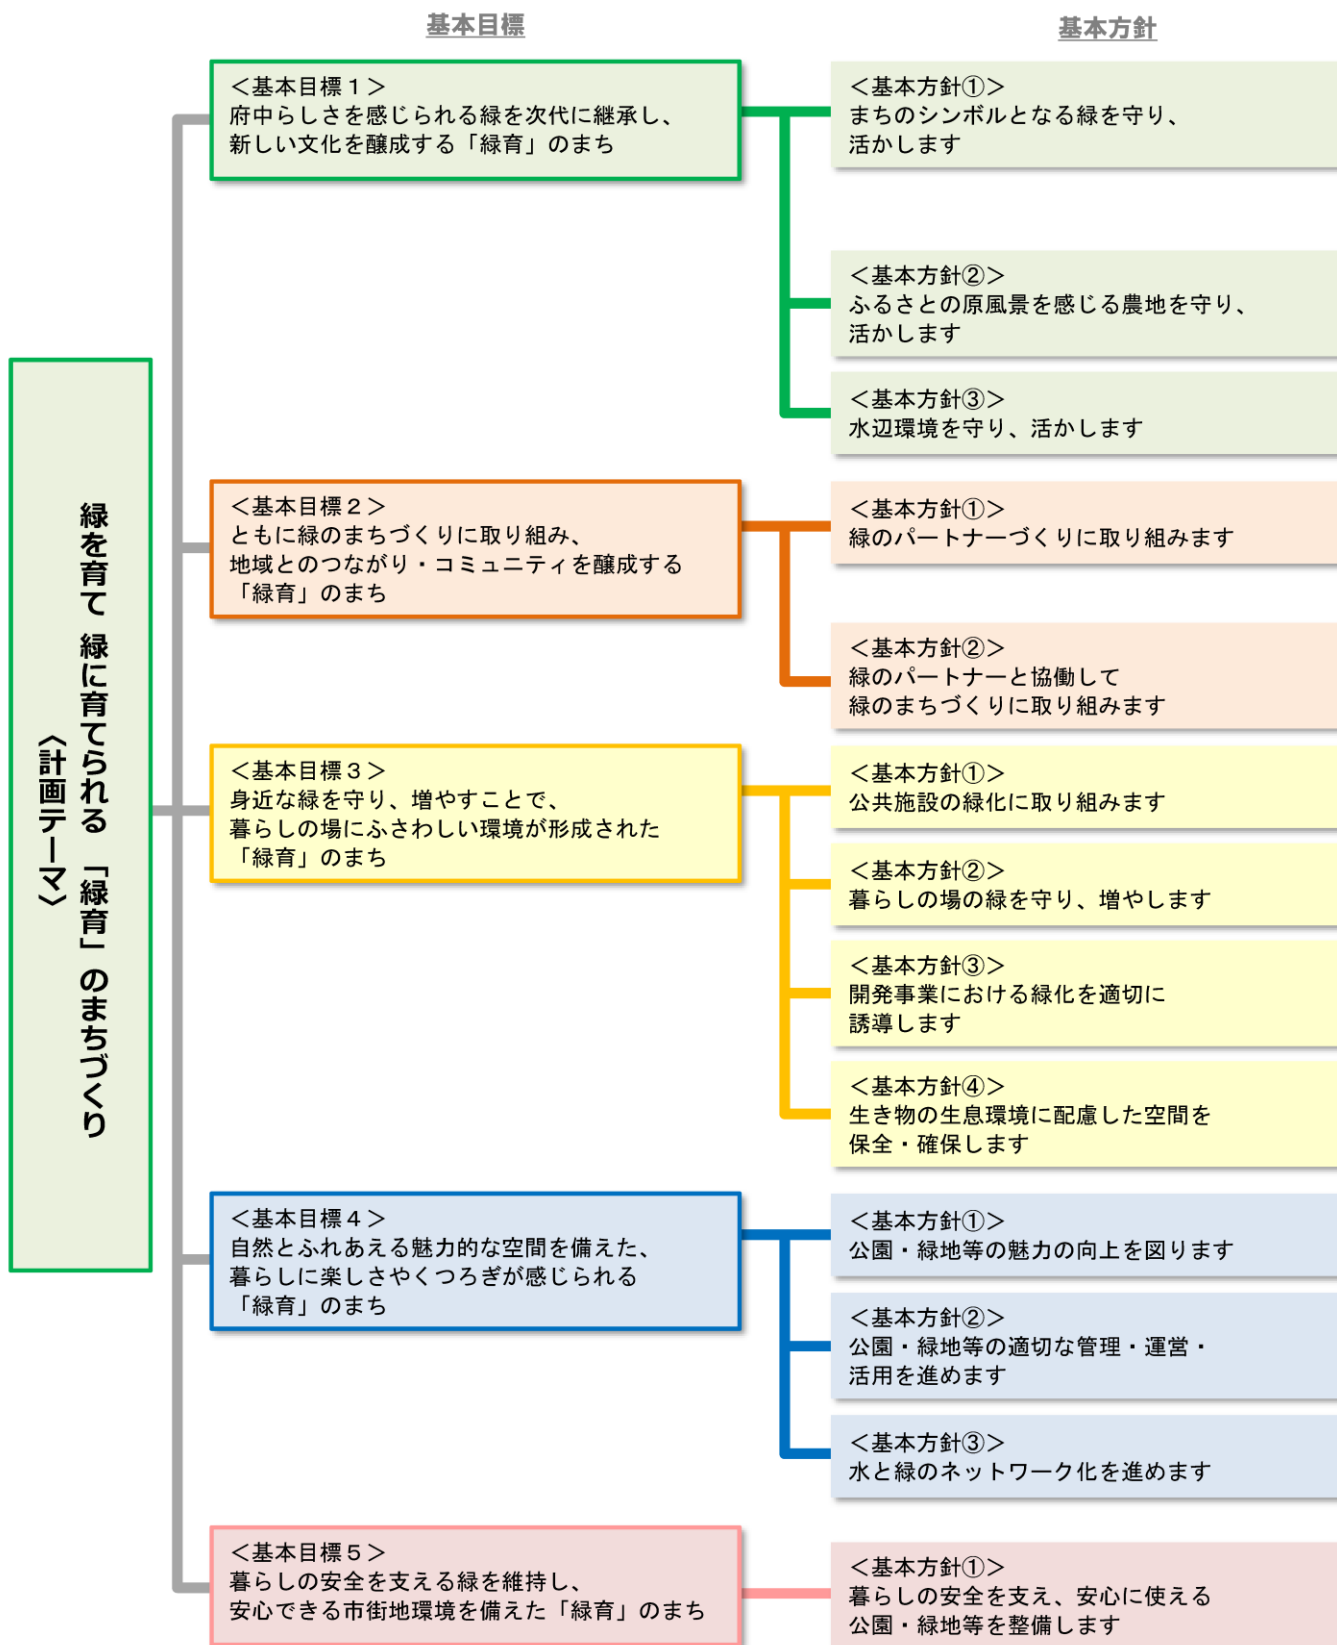 基本目標
基本方針
緑を育て 緑に育てられる 「緑育」のまちづくり
〈計画テーマ〉
＜基本目標１＞
府中らしさを感じられる緑を次代に継承し、
新しい文化を醸成する「緑育」のまち
＜基本方針①＞
まちのシンボルとなる緑を守り、
活かします
＜基本方針②＞
ふるさとの原風景を感じる農地を守り、
活かします
＜基本方針③＞
水辺環境を守り、活かします
＜基本目標２＞
ともに緑のまちづくりに取り組み、
地域とのつながり・コミュニティを醸成する
「緑育」のまち
＜基本方針①＞
緑のパートナーづくりに取り組みます
＜基本方針②＞
緑のパートナーと協働して
緑のまちづくりに取り組みます
＜基本目標３＞
身近な緑を守り、増やすことで、
暮らしの場にふさわしい環境が形成された
「緑育」のまち
＜基本方針①＞
公共施設の緑化に取り組みます
＜基本方針②＞
暮らしの場の緑を守り、増やします
＜基本方針③＞
開発事業における緑化を適切に
誘導します
＜基本方針④＞
生き物の生息環境に配慮した空間を
保全・確保します
＜基本目標４＞
自然とふれあえる魅力的な空間を備えた、
暮らしに楽しさやくつろぎが感じられる
「緑育」のまち
＜基本方針①＞
公園・緑地等の魅力の向上を図ります
＜基本方針②＞
公園・緑地等の適切な管理・運営・
活用を進めます
＜基本方針③＞
水と緑のネットワーク化を進めます
＜基本目標５＞
暮らしの安全を支える緑を維持し、
安心できる市街地環境を備えた「緑育」のまち
＜基本方針①＞
暮らしの安全を支え、安心に使える
公園・緑地等を整備します